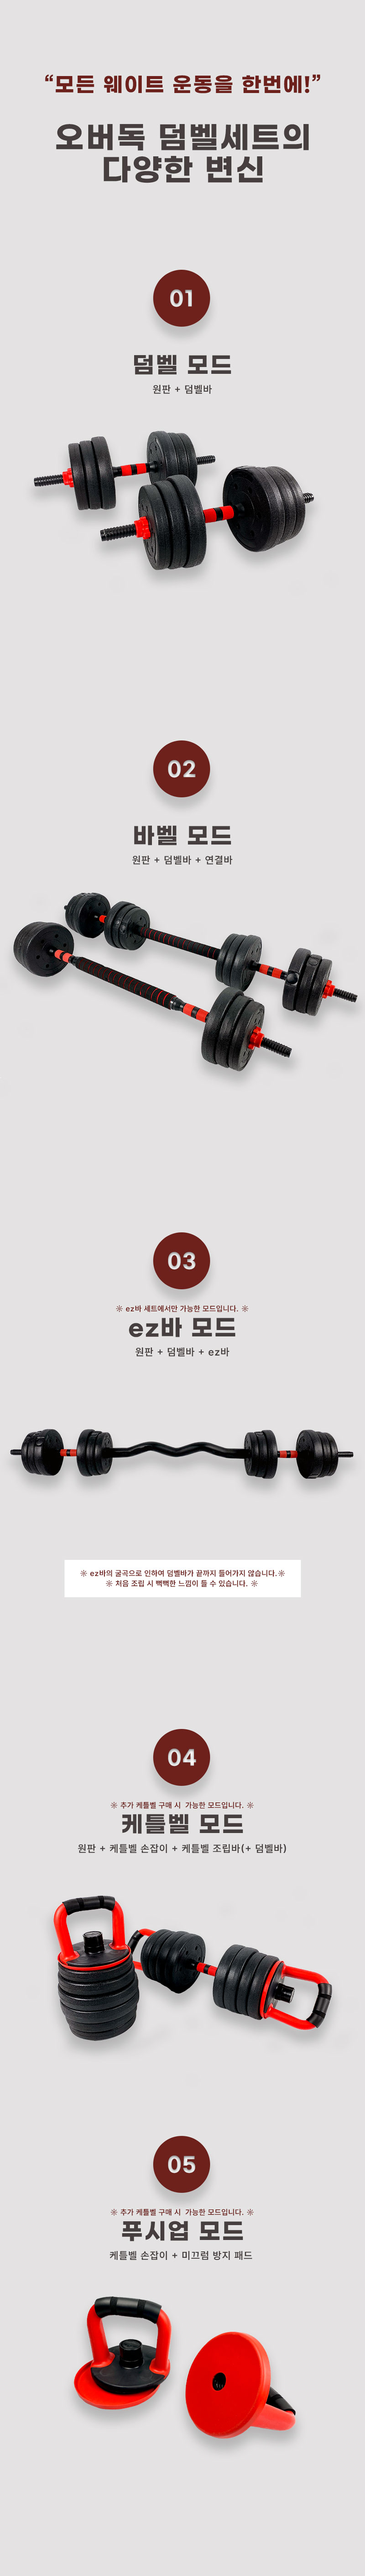 “모든 웨이트 운동을 한번에!”
오버독 덤벨세트의
다양한 변신
01
덤벨 모드
원판 + 덤벨바
02
바벨 모드
원판 + 덤벨바 + 연결바
03
※ ez바 세트에서만 가능한 모드입니다. ※
ez바 모드
원판 + 덤벨바 + ez바
※ ez바의 굴곡으로 인하여 덤벨바가 끝까지 들어가지 않습니다.※
※ 처음 조립 시 뻑뻑한 느낌이 들 수 있습니다. ※
04
※ 추가 케틀벨 구매 시 가능한 모드입니다. ※
케틀벨 모드
원판 + 케틀벨 손잡이 + 케틀벨 조립바(+ 덤벨바)
05
※ 추가 케틀벨 구매 시 가능한 모드입니다. ※
푸시업 모드
케틀벨 손잡이 + 미끄럼 방지 패드